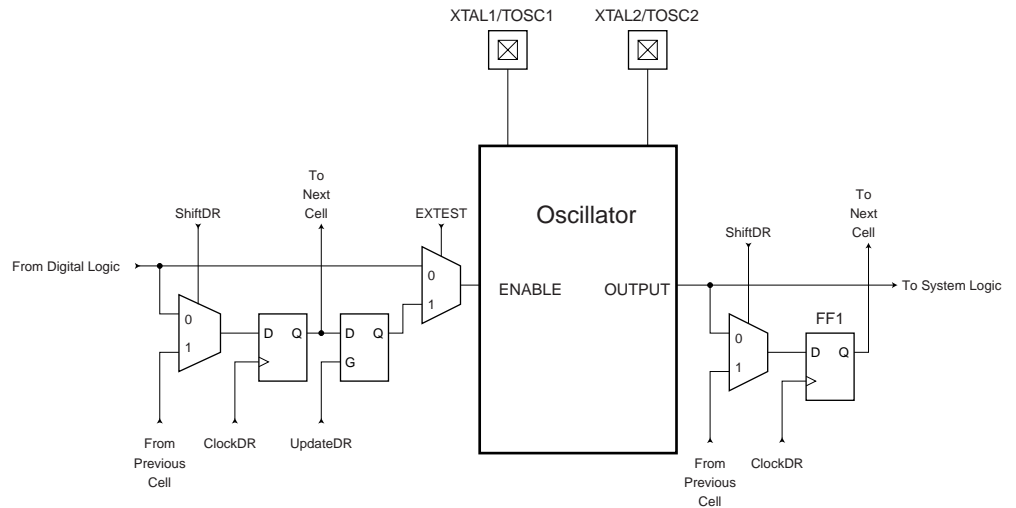 XTAL1/TOSC1
XTAL2/TOSC2
To
Next
Cell
To
Next
Cell
ShiftDR
EXTEST
Oscillator
ShiftDR
From Digital Logic
0
1
0
1
ENABLE
OUTPUT
To System Logic
D
Q
D
Q
G
FF1
0
1
D
Q
From
Previous
Cell
ClockDR
UpdateDR
From
Previous
Cell
ClockDR